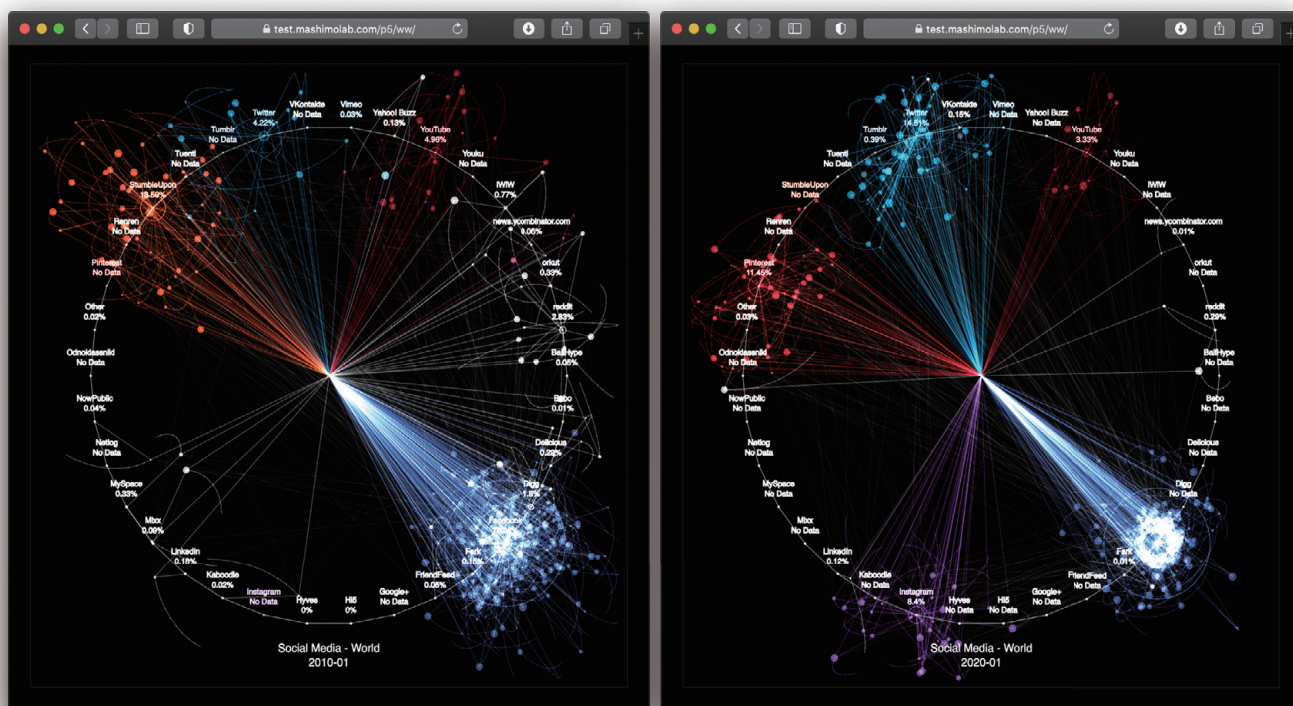 test.mashimolab.com/p5/ww/
VKontakte
No Data
Vimeo
0.03%
Yahoo! Buzz
0.13%
YouTube
4.96%
Youku
No Data
IWIW
0.77%
news.ycombinator.com
0.05%
orkut
0.33%
reddit
2.83%
BallHype
0.05%
Bebo
0.01%
Delicious
0.29%
Digg
1.8%
Facebook
Fark
0.15%
FriendFeed
0.05%
Google+
No Data
Hi5
0%
Hyves
0%
Instagram
No Data
Kaboodle
0.02%
LinkedIn
0.18%
Mixx
0.09%
MySpace
0.33%
Netlog
No Data
NowPublic
0.04%
Odnoklassniki
No Data
Other
0.02%
Pinterest
No Data
Renren
No Data
StumbleUpon
Tuenti
No Data
Tumblr
No Data
Twitter
4.22%
Social Media - World
2010-01
test.mashimolab.com/p5/ww/
VKontakte
0.15%
Vimeo
No Data
Yahoo! Buzz
No Data
YouTube
3.33%
Youku
No Data
IWIW
No Data
news.ycombinator.com
0.01%
orkut
No Data
reddit
0.29%
BallHype
No Data
Bebo
No Data
Delicious
No Data
Digg
No Data
Fark
0.01%
FriendFeed
No Data
Google+
No Data
Hi5
No Data
Hyves
No Data
Instagram
Kaboodle
No Data
LinkedIn
0.12%
Mixx
No Data
MySpace
No Data
Netlog
No Data
NowPublic
No Data
Odnoklassniki
No Data
Other
0.03%
Pinterest
11.45%
Renren
No Data
StumbleUpon
No Data
Tuenti
No Data
Tumblr
0.39%
Twitter
14.51%
Social Media - World
2020-01